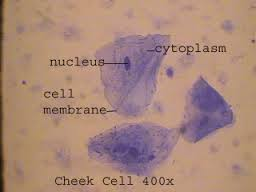 cytoplasm
nucleus
cell
membrane
Cheek Cell 400x